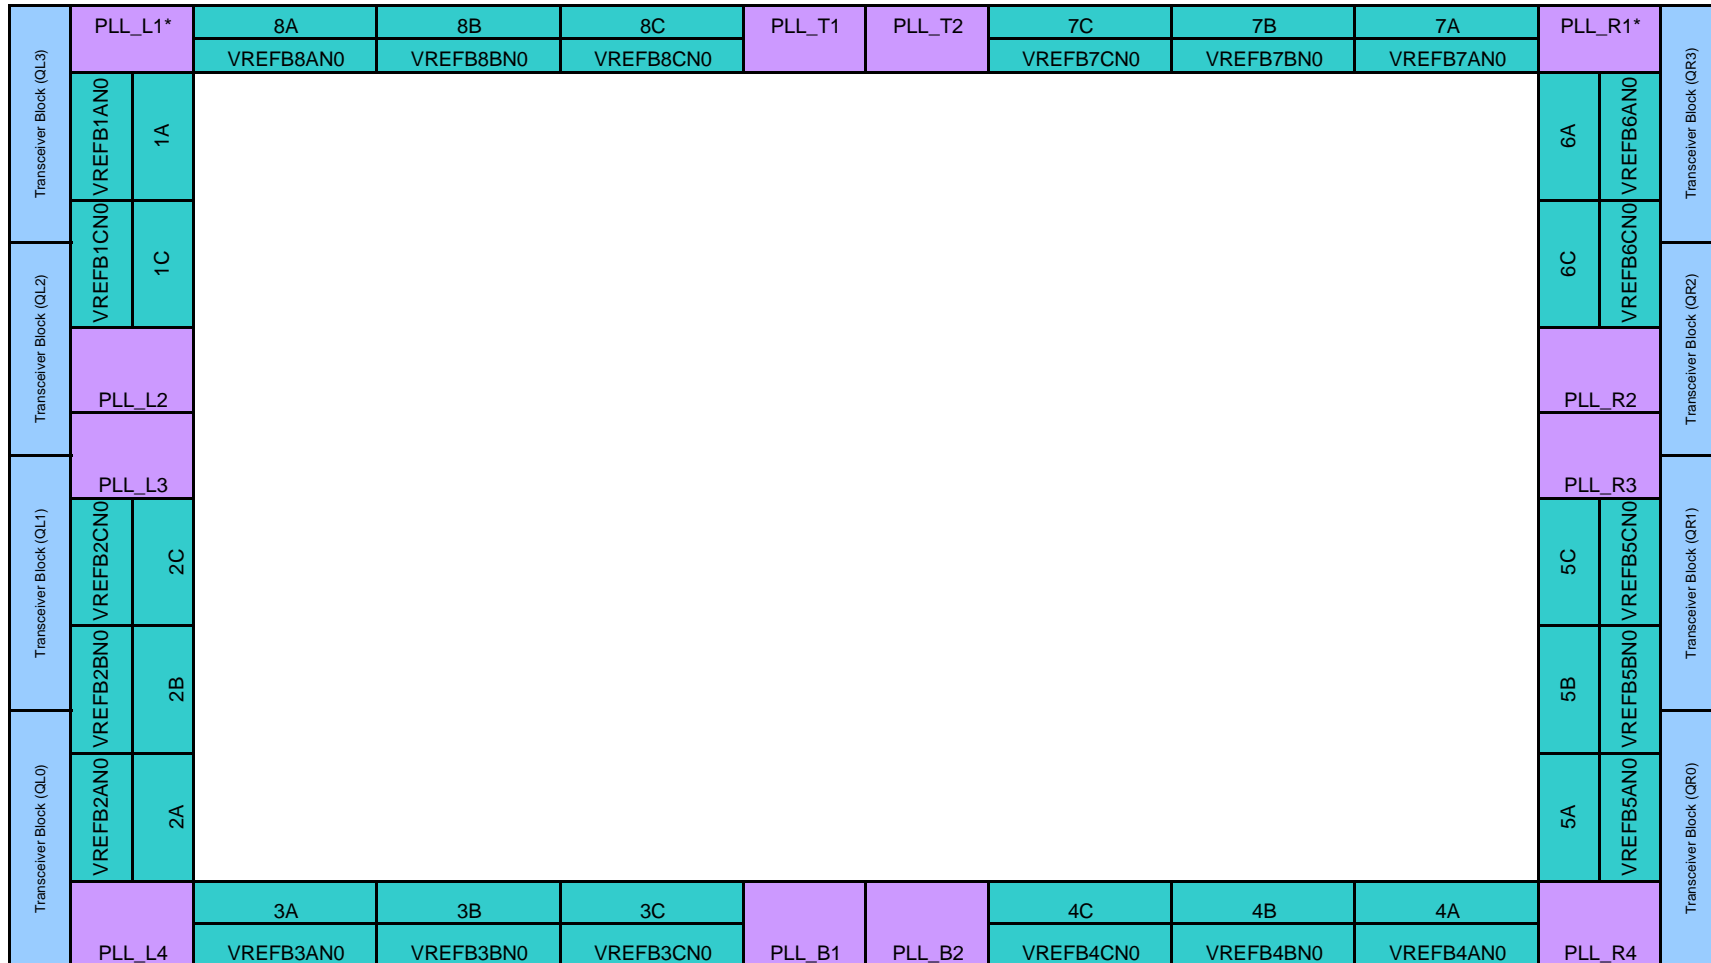 PLL_L1*
8A
8B
8C
PLL_T1
PLL_T2
7C
7B
7A
PLL_R1*
VREFB8AN0
VREFB8BN0
VREFB8CN0
VREFB7CN0
VREFB7BN0
VREFB7AN0
Transceiver Block (QL3)
VREFB1AN0
1A
6A
VREFB6AN0
Transceiver Block (QR3)
VREFB1CN0
1C
6C
VREFB6CN0
Transceiver Block (QL2)
PLL_L2
PLL_R2
Transceiver Block (QR2)
PLL_L3
PLL_R3
Transceiver Block (QL1)
VREFB2CN0
2C
5C
VREFB5CN0
Transceiver Block (QR1)
VREFB2BN0
2B
5B
VREFB5BN0
Transceiver Block (QL0)
VREFB2AN0
2A
5A
VREFB5AN0
Transceiver Block (QR0)
3A
3B
3C
4C
4B
4A
PLL_L4
VREFB3AN0
VREFB3BN0
VREFB3CN0
PLL_B1
PLL_B2
VREFB4CN0
VREFB4BN0
VREFB4AN0
PLL_R4